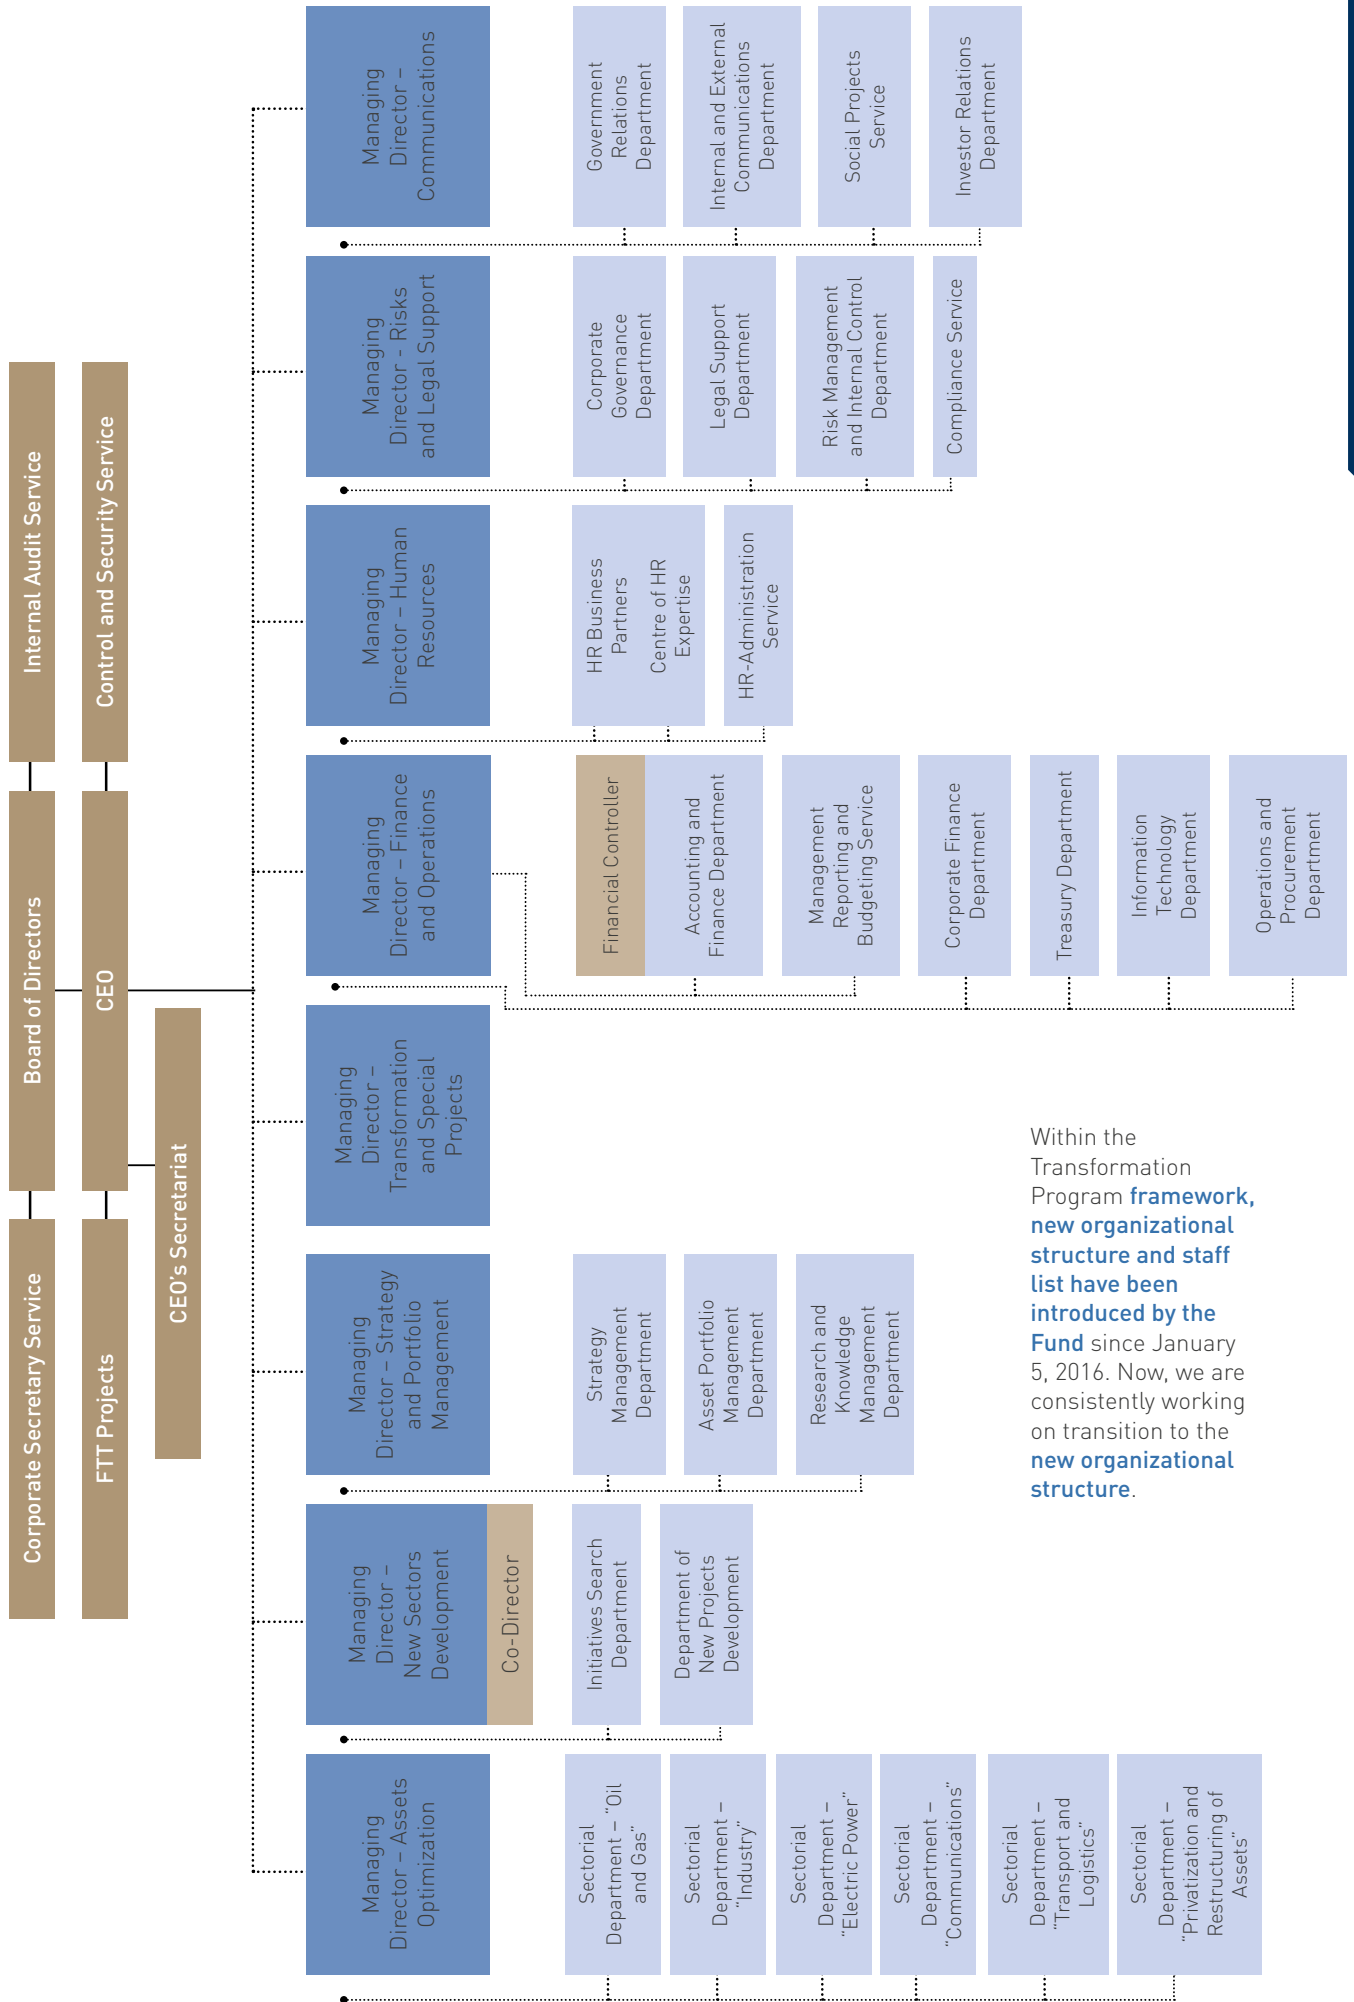 Corporate Secretary Service
Board of Directors
Internal Audit Service
FTT Projects
CEO
Control and Security Service
CEO's Secretariat
Managing
Director – Assets
Optimization
Sectorial
Department – “Oil
and Gas”
Sectorial
Department –
“Industry”
Sectorial
Department –
“Electric Power”
Sectorial
Department –
“Communications”
Sectorial
Department –
“Transport and
Logistics”
Sectorial
Department –
“Privatization and
Restructuring of
Assets”
Managing
Director –
New Sectors
Development
Co-Director
Initiatives Search
Department
Department of
New Projects
Development
Managing
Director – Strategy
and Portfolio
Management
Strategy
Management
Department
Asset Portfolio
Management
Department
Research and
Knowledge
Management
Department
Managing
Director –
Transformation
and Special
Projects
Managing
Director – Finance
and Operations
Financial Controller
Accounting and
Finance Department
Management
Reporting and
Budgeting Service
Corporate Finance
Department
Treasury Department
Information
Technology
Department
Operations and
Procurement
Department
Managing
Director – Human
Resources
HR Business
Partners
Centre of HR
Expertise
HR-Administration
Service
Managing
Director - Risks
and Legal Support
Corporate
Governance
Department
Legal Support
Department
Risk Management
and Internal Control
Department
Compliance Service
Managing
Director –
Communications
Government
Relations
Department
Internal and External
Communications
Department
Social Projects
Service
Investor Relations
Department
Within the
Transformation
Program framework,
new organizational
structure and staff
list have been
introduced by the
Fund since January
5, 2016. Now, we are
consistently working
on transition to the
new organizational
structure.